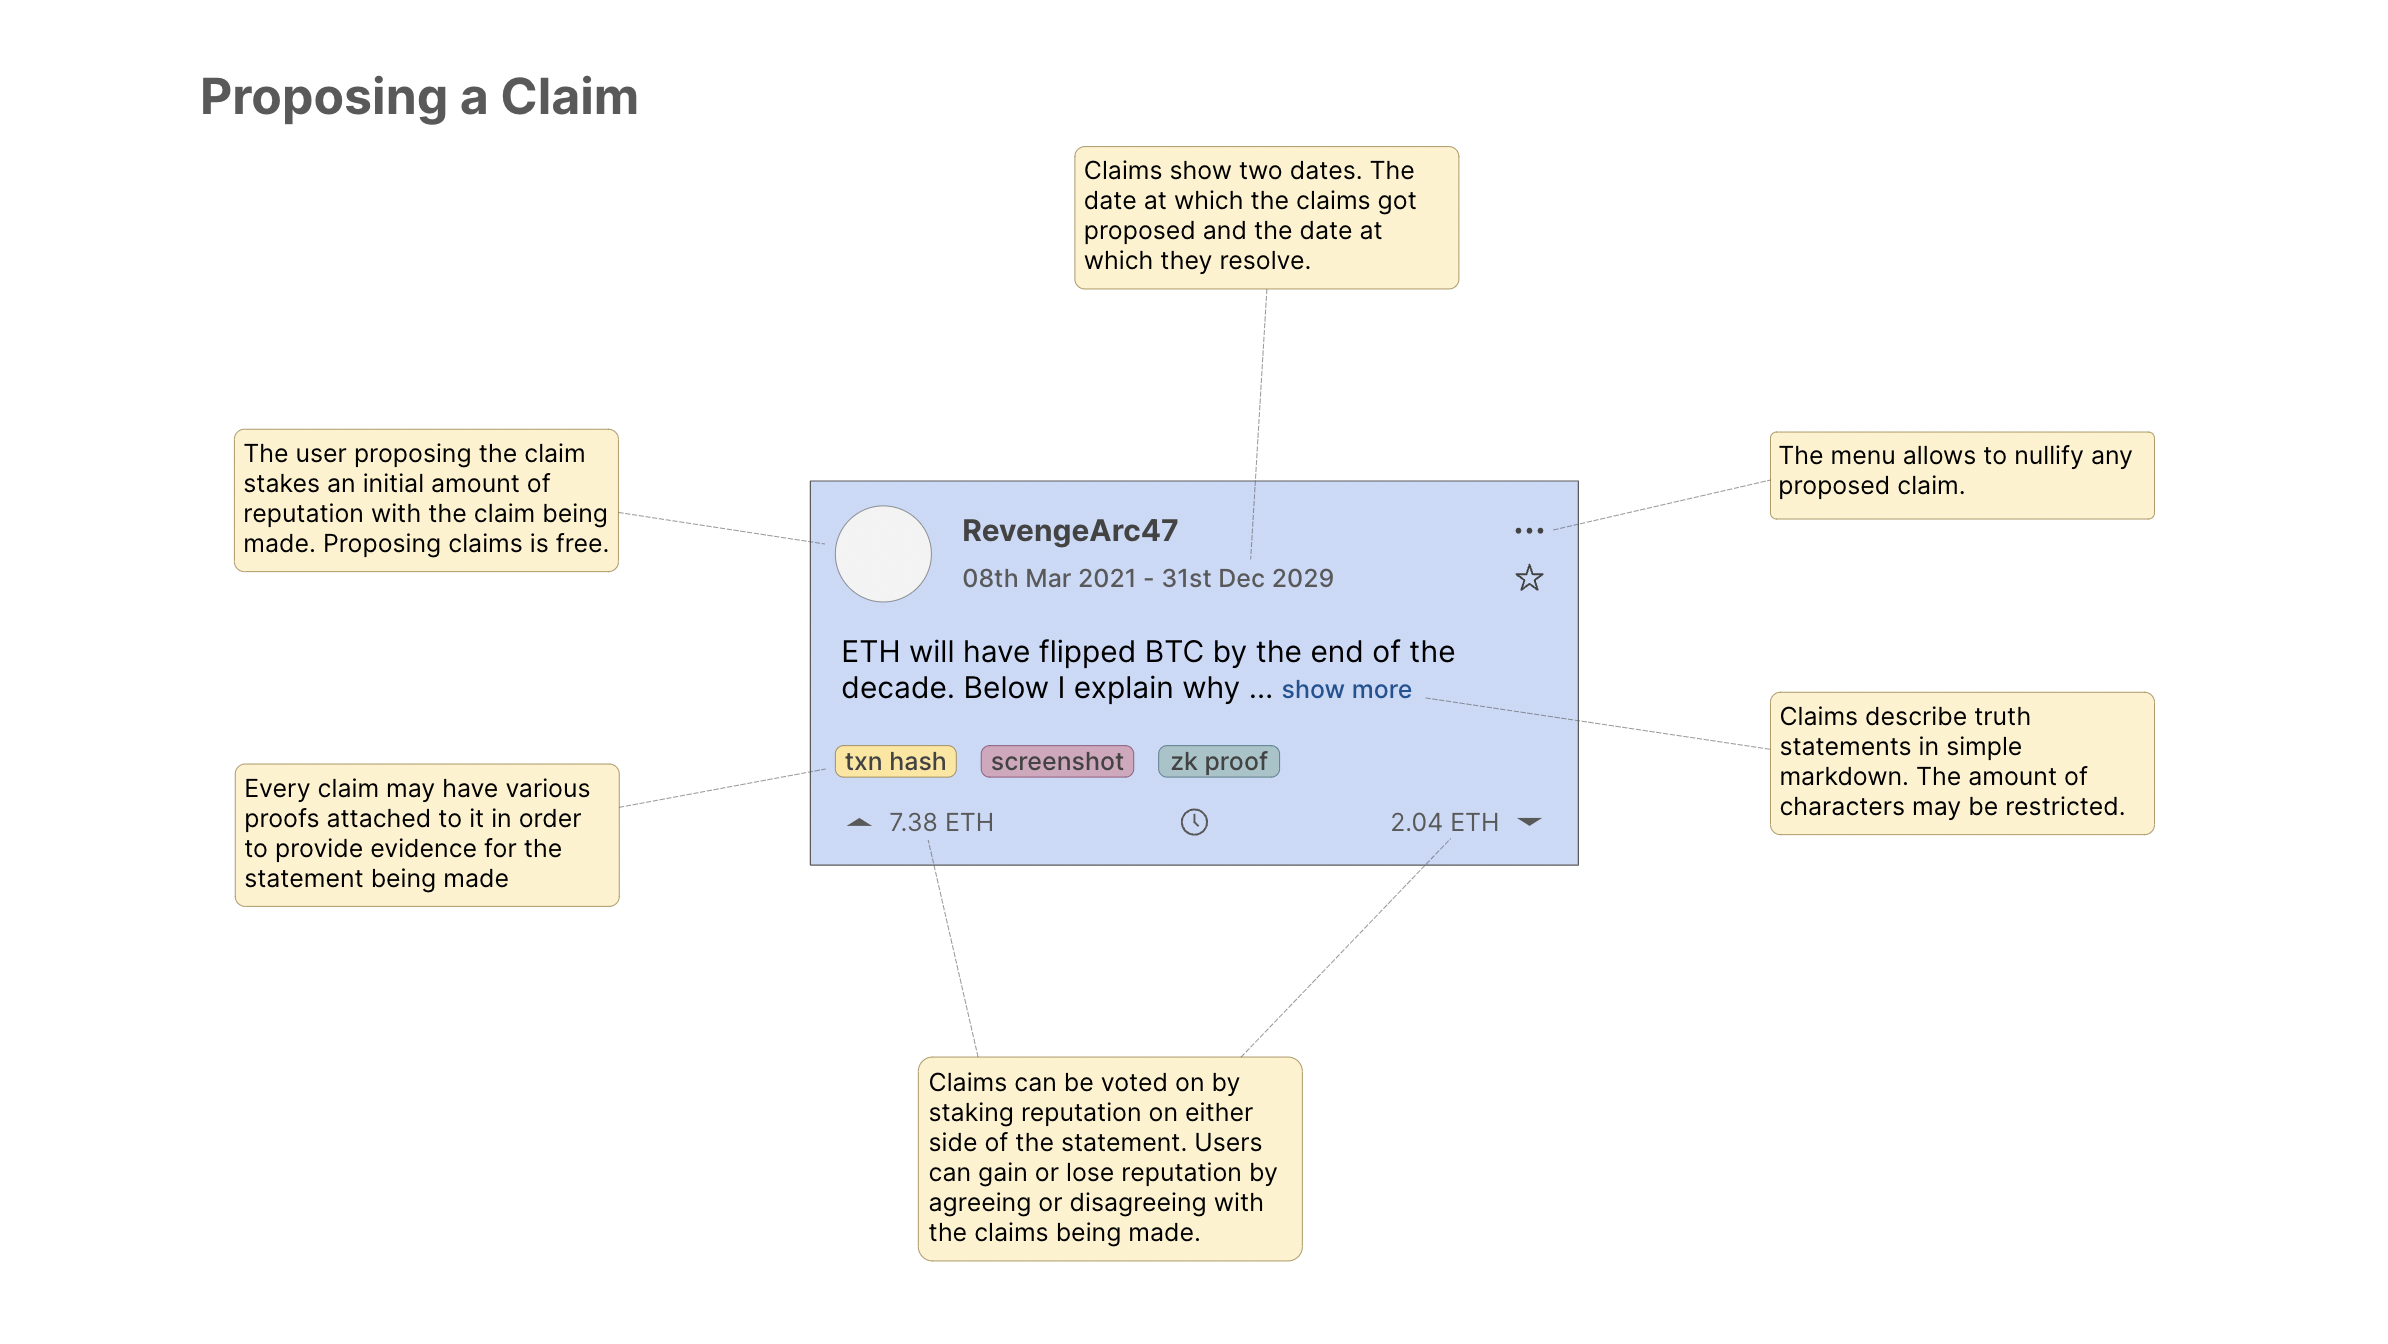 Proposing a Claim
Claims show two dates. The
date at which the claims got
proposed and the date at
which they resolve.
The user proposing the claim
stakes an initial amount of
reputation with the claim being
made. Proposing claims is free.
The menu allows to nullify any
proposed claim.
RevengeArc47
08th Mar 2021 - 31st Dec 2029
ETH will have flipped BTC by the end of the
decade. Below I explain why ... show more
txn hash screenshot zk proof
7.38 ETH 2.04 ETH
Claims describe truth
statements in simple
markdown. The amount of
characters may be restricted.
Every claim may have various
proofs attached to it in order
to provide evidence for the
statement being made
Claims can be voted on by
staking reputation on either
side of the statement. Users
can gain or lose reputation by
agreeing or disagreeing with
the claims being made.